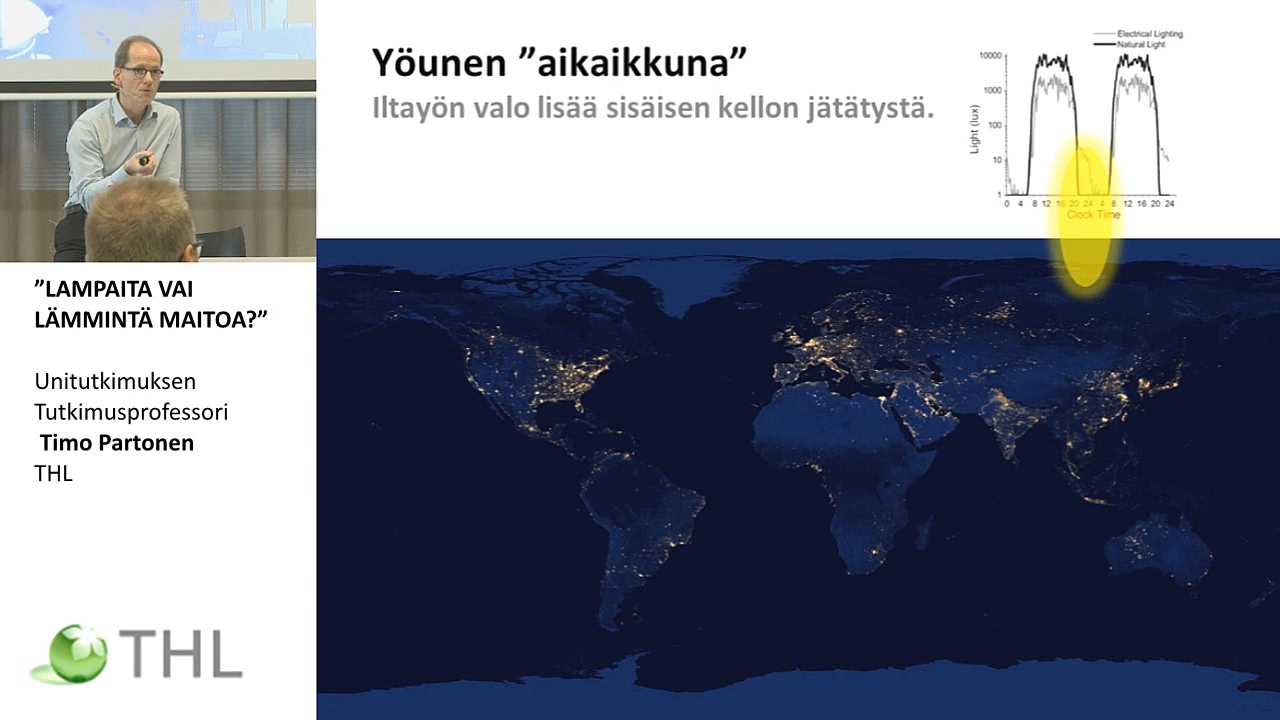 Yöunen ”aikaikkuna”
Iltayön valo lisää sisäisen kellon jätätystä.
Electrical Lighting
Natural Light
10000
1000
100
10
1
Light (lux)
0 4 8 12 16 20 24 4 8 12 16 20 24
Clock Time
”LAMPAITA VAI
LÄMMINTÄ MAITOA?”
Unitutkimuksen
Tutkimusprofessori
Timo Partonen
THL
THL